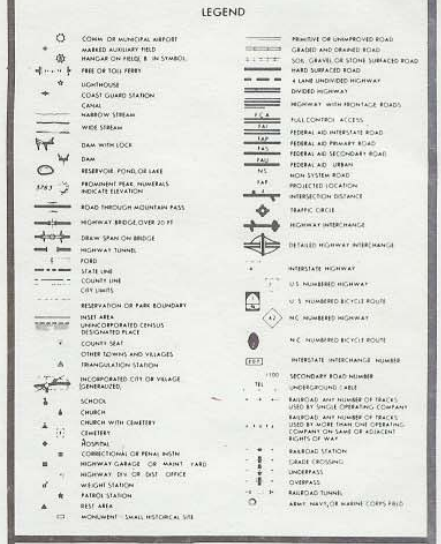 LEGEND
COMM OR MUNICIPAL AIRPORT
MARKED AUXILIARY FIELD
HANGAR ON FIELD, B IN SYMBOL
FREE OR TOLL FERRY
LIGHTHOUSE
COAST GUARD STATION
CANAL
NARROW STREAM
WIDE STREAM
DAM WITH LOCK
DAM
RESERVOIR, POND, OR LAKE
PROMINENT PEAK, NUMERALS
INDICATE ELEVATION
ROAD THROUGH MOUNTAIN PASS
HIGHWAY BRIDGE, OVER 20 FT
DRAW SPAN ON BRIDGE
HIGHWAY TUNNEL
FORD
STATE LINE
COUNTY LINE
CITY LIMITS
RESERVATION OR PARK BOUNDARY
INSET AREA
UNINCORPORATED CENSUS
DESIGNATED PLACE
COUNTY SEAT
OTHER TOWNS AND VILLAGES
TRIANGULATION STATION
INCORPORATED CITY OR VILLAGE
(GENERALIZED)
SCHOOL
CHURCH
CHURCH WITH CEMETERY
CEMETERY
HOSPITAL
CORRECTIONAL OR PENAL INSTN
HIGHWAY GARAGE OR MAINT YARD
HIGHWAY DIV OR DIST OFFICE
WEIGHT STATION
PATROL STATION
REST AREA
MONUMENT - SMALL HISTORICAL SITE
PRIMITIVE OR UNIMPROVED ROAD
GRADED AND DRAINED ROAD
SOIL, GRAVEL OR STONE SURFACED ROAD
HARD SURFACED ROAD
4 LANE UNDIVIDED HIGHWAY
DIVIDED HIGHWAY
HIGHWAY WITH FRONTAGE ROADS
F C A FULL CONTROL ACCESS
FAI FEDERAL AID INTERSTATE ROAD
FAP FEDERAL AID PRIMARY ROAD
FAS FEDERAL AID SECONDARY ROAD
FAU FEDERAL AID URBAN
NS NON SYSTEM ROAD
FAP PROJECTED LOCATION
INTERSECTION DISTANCE
TRAFFIC CIRCLE
HIGHWAY INTERCHANGE
DETAILED HIGHWAY INTERCHANGE
INTERSTATE HIGHWAY
U.S. NUMBERED HIGHWAY
U.S. NUMBERED BICYCLE ROUTE
42 N.C. NUMBERED HIGHWAY
N.C. NUMBERED BICYCLE ROUTE
INTERSTATE INTERCHANGE NUMBER
1100 SECONDARY ROAD NUMBER
TEL UNDERGROUND CABLE
RAILROAD ANY NUMBER OF TRACKS
USED BY SINGLE OPERATING COMPANY
RAILROAD ANY NUMBER OF TRACKS
USED BY MORE THAN ONE OPERATING
COMPANY ON SAME OR ADJACENT
RIGHTS OF WAY
RAILROAD STATION
GRADE CROSSING
UNDERPASS
OVERPASS
RAILROAD TUNNEL
ARMY, NAVY, OR MARINE CORPS FIELD